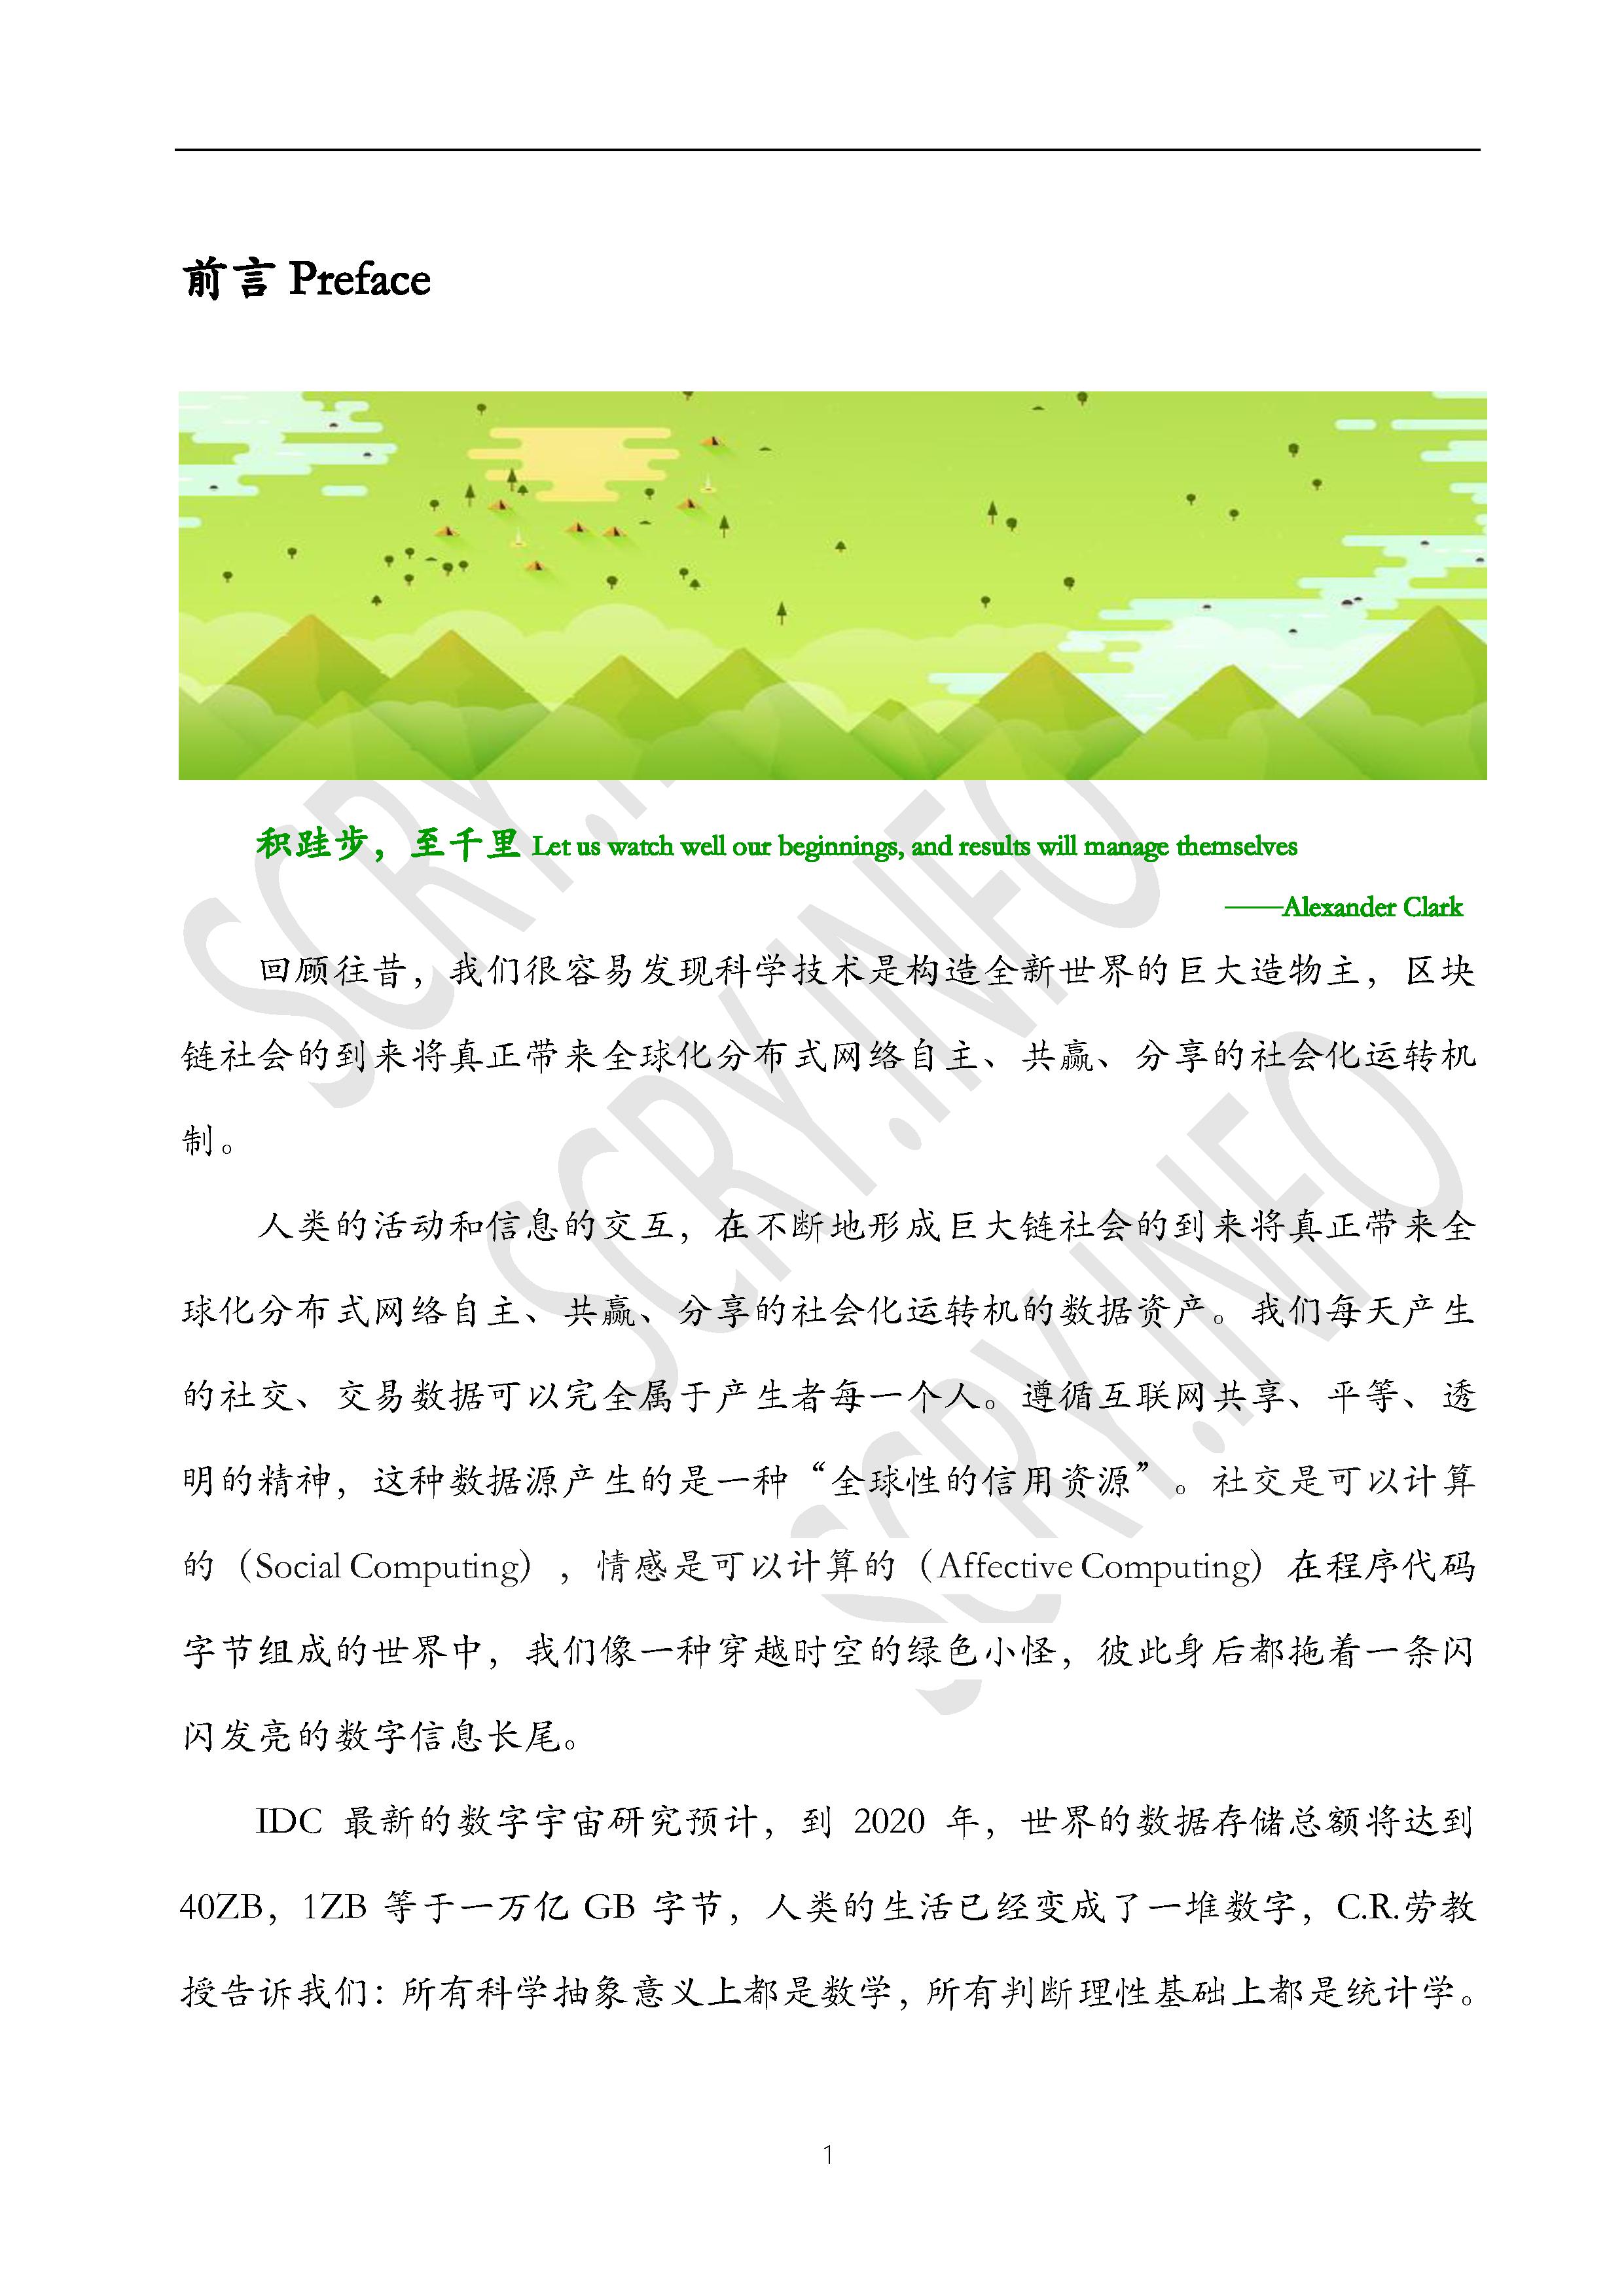 前言 Preface
积跬步，至千里 Let us watch well our beginnings, and results will manage themselves
——Alexander Clark
回顾往昔，我们很容易发现科学技术是构造全新世界的巨大造物主，区块
链社会的到来将真正带来全球化分布式网络自主、共赢、分享的社会化运转机
制。
人类的活动和信息的交互，在不断地形成巨大链社会的到来将真正带来全
球化分布式网络自主、共赢、分享的社会化运转机的数据资产。我们每天产生
的社交、交易数据可以完全属于产生者每一个人。遵循互联网共享、平等、透
明的精神，这种数据源产生的是一种“全球性的信用资源”。社交是可以计算
的（Social Computing），情感是可以计算的（Affective Computing）在程序代码
字节组成的世界中，我们像一种穿越时空的绿色小怪，彼此身后都拖着一条闪
闪发亮的数字信息长尾。
IDC 最新的数字宇宙研究预计，到 2020 年，世界的数据存储总额将达到
40ZB，1ZB 等于一万亿 GB 字节，人类的生活已经变成了一堆数字，C.R.劳教
授告诉我们：所有科学抽象意义上都是数学，所有判断理性基础上都是统计学。
1
SCRY.INFO
SCRY.INFO
SCRY.INFO